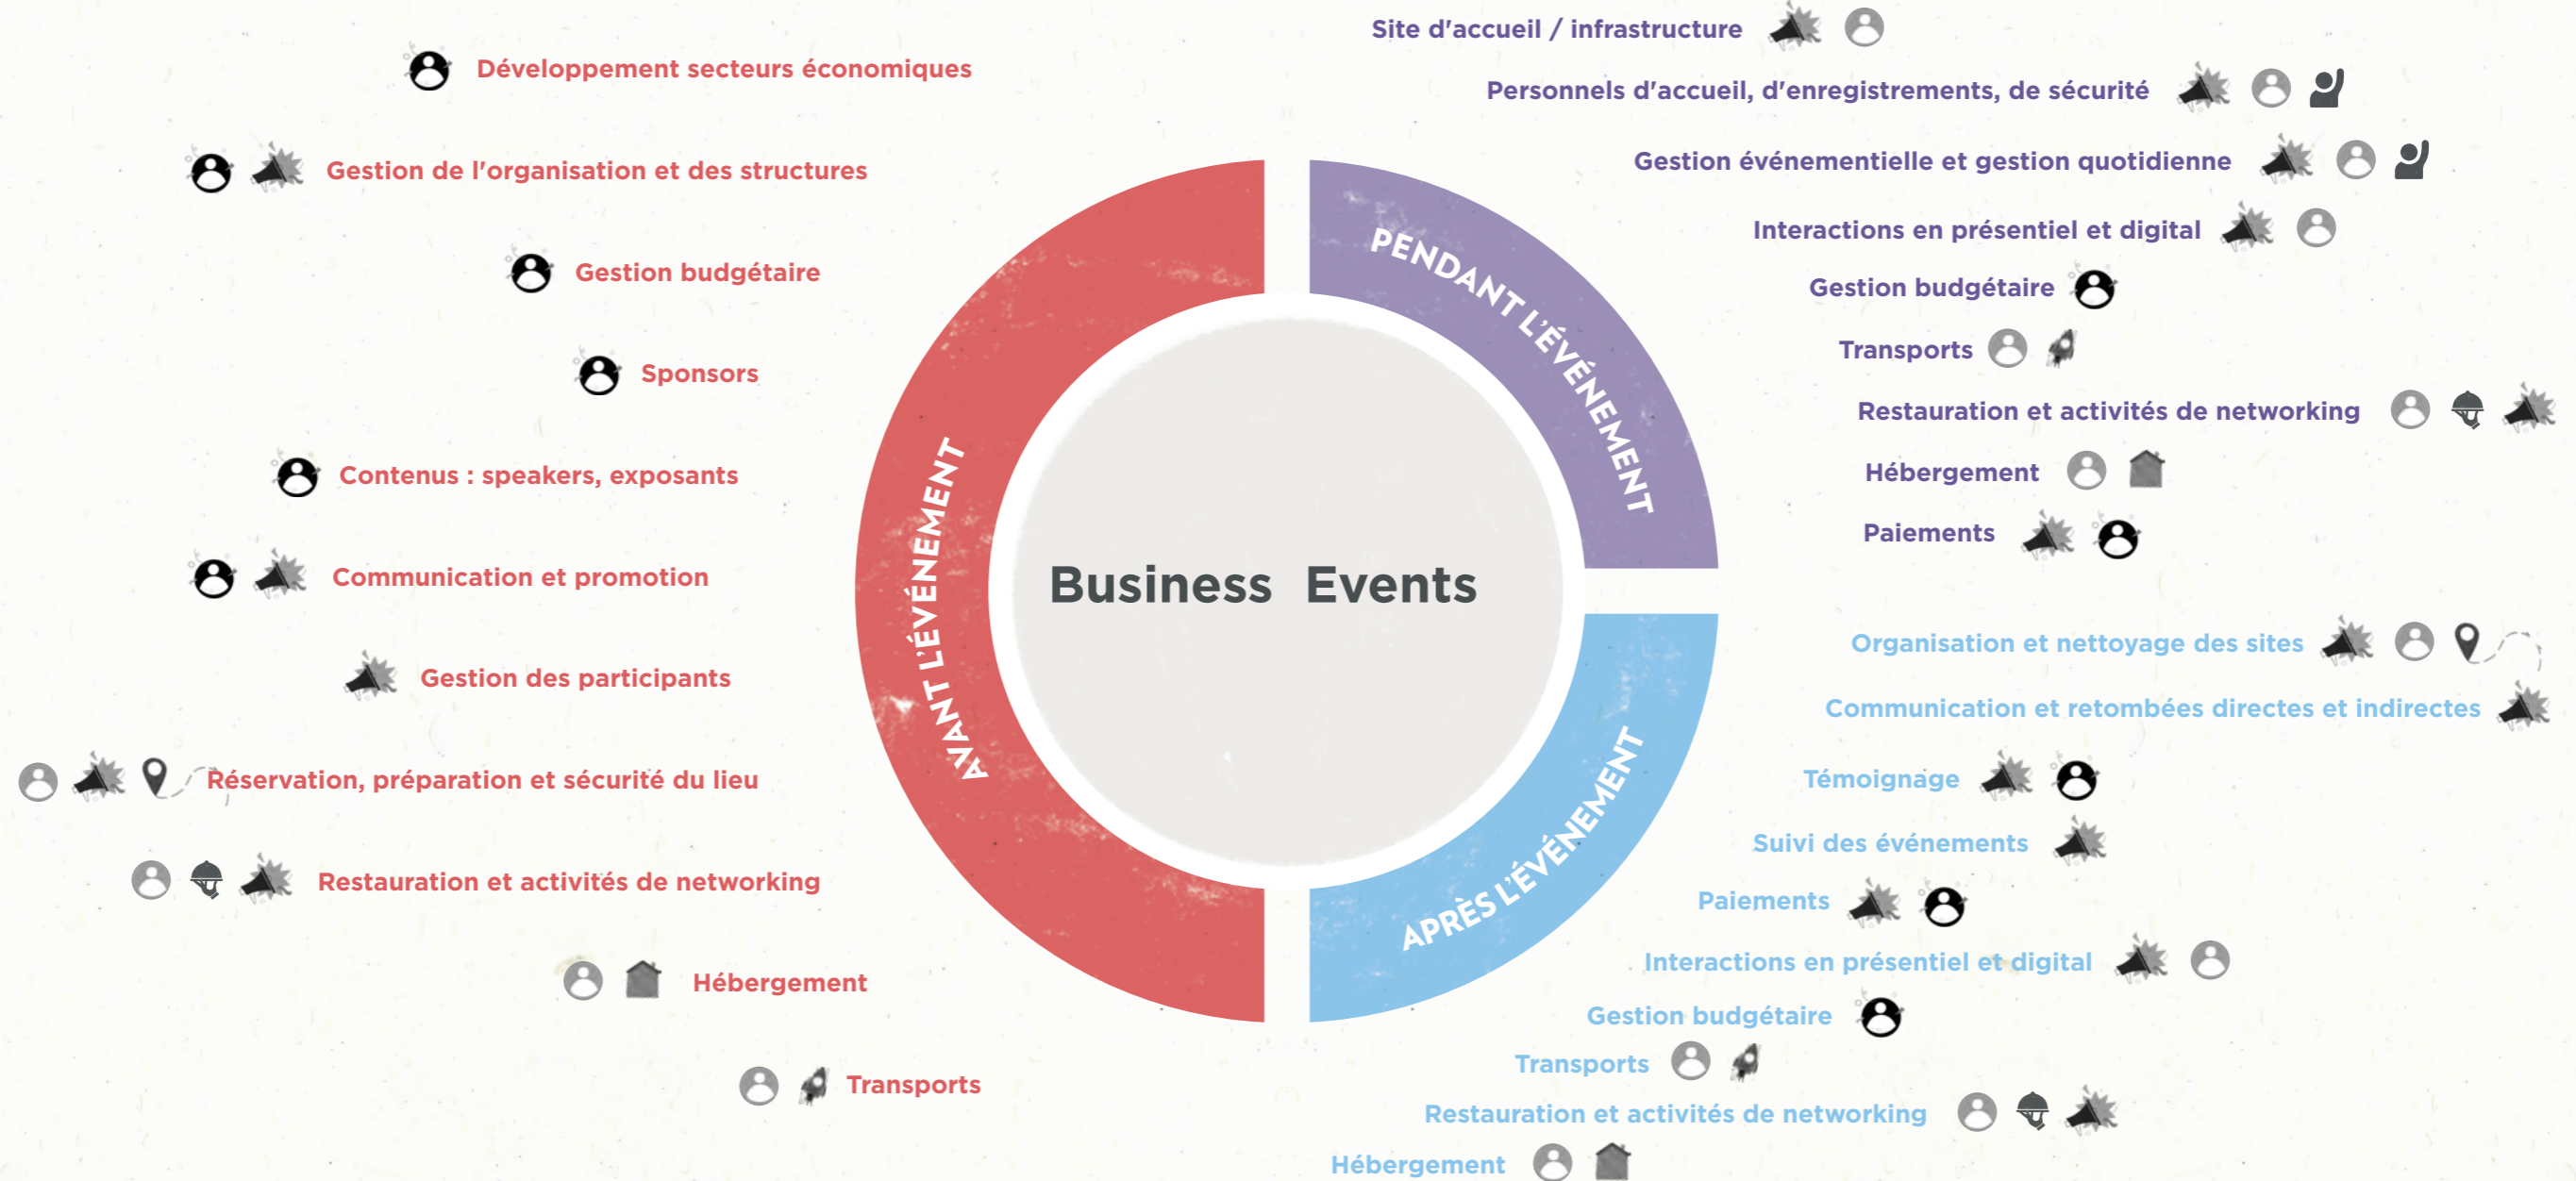 Développement secteurs économiques
Gestion de l'organisation et des structures
Gestion budgétaire
Sponsors
Contenus : speakers, exposants
Communication et promotion
Gestion des participants
Réservation, préparation et sécurité du lieu
Restauration et activités de networking
Hébergement
Transports
AVANT L'ÉVÉNEMENT
Business Events
PENDANT L'ÉVÉNEMENT
Site d'accueil / infrastructure
Personnels d'accueil, d'enregistrements, de sécurité
Gestion événementielle et gestion quotidienne
Interactions en présentiel et digital
Gestion budgétaire
Transports
Restauration et activités de networking
Hébergement
Paiements
APRÈS L'ÉVÉNEMENT
Organisation et nettoyage des sites
Communication et retombées directes et indirectes
Témoignage
Suivi des événements
Paiements
Interactions en présentiel et digital
Gestion budgétaire
Transports
Restauration et activités de networking
Hébergement